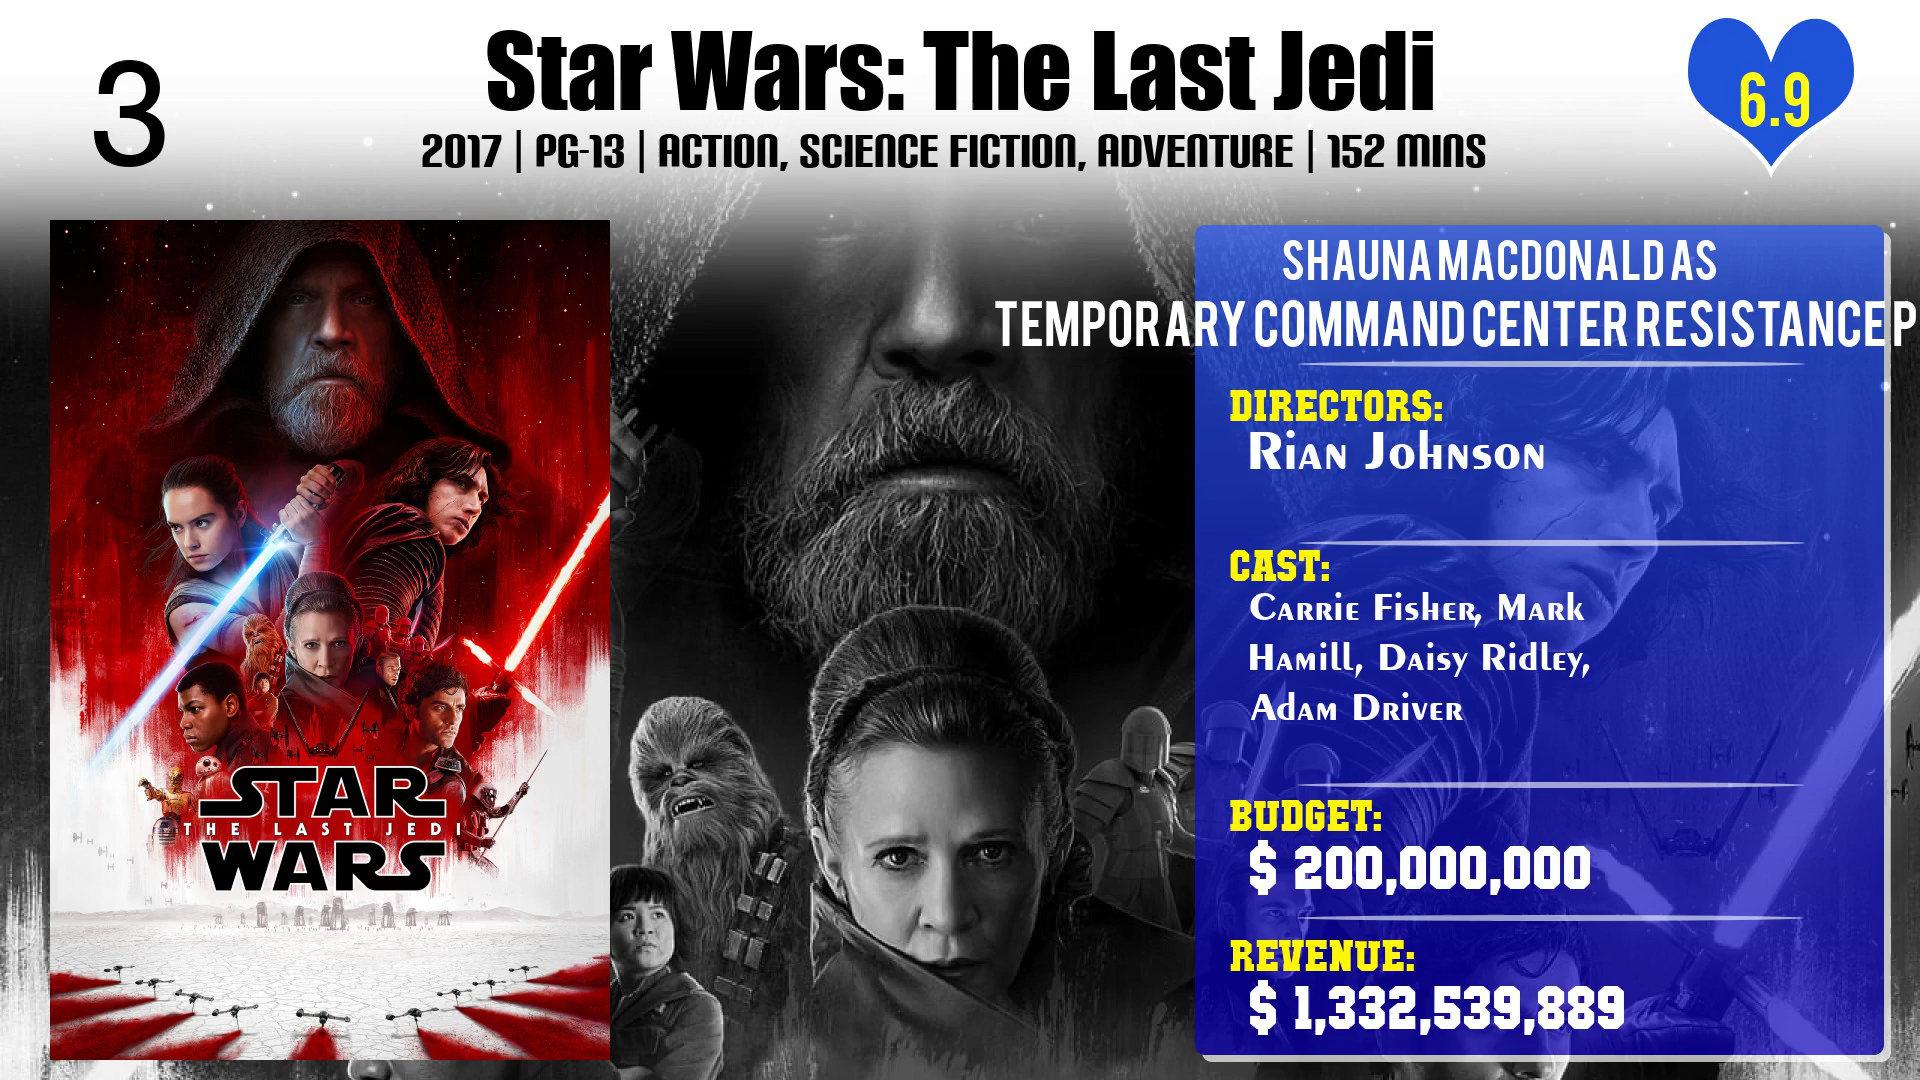 3
Star Wars: The Last Jedi
6.9
2017 | PG-13 | ACTION, SCIENCE FICTION, ADVENTURE | 152 MINS
SHAUNA MACDONALD AS
TEMPORARY COMMAND CENTER RESISTANCE P
DIRECTORS:
Rian Johnson
CAST:
Carrie Fisher, Mark
Hamill, Daisy Ridley,
Adam Driver
BUDGET:
$ 200,000,000
REVENUE:
$ 1,332,539,889
STAR
THE LAST JEDI
WARS